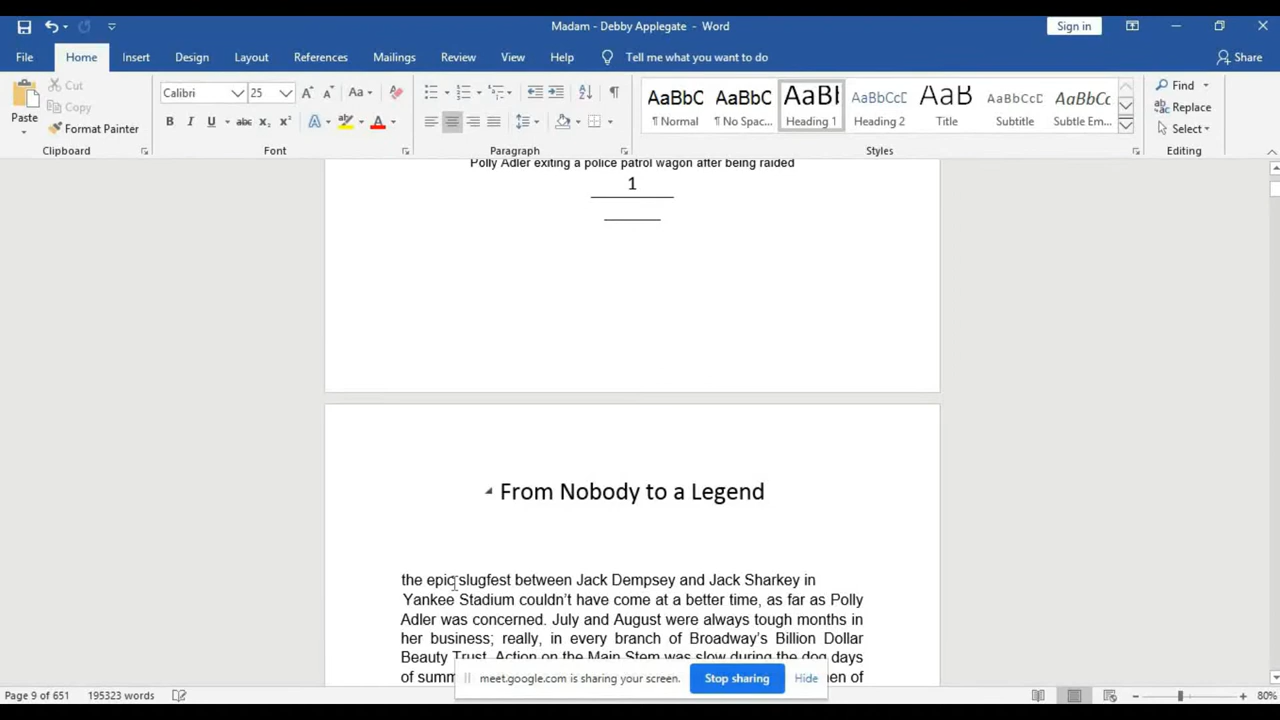 Madam - Debby Applegate - Word
Sign in
File Home Insert Design Layout References Mailings Review View Help Tell me what you want to do Share
Paste
Cut
Copy
Format Painter
Clipboard
Calibri 25
Font
Paragraph
AaBbC AaBbC AaBl AaBbCcD AaB AaBbCcD AaBbCc
¶ Normal ¶ No Spac... Heading 1 Heading 2 Title Subtitle Subtle Em...
Styles
Find
Replace
Select
Editing
Polly Adler exiting a police patrol wagon after being raided
1
From Nobody to a Legend
the epic slugfest between Jack Dempsey and Jack Sharkey in
Yankee Stadium couldn't have come at a better time, as far as Polly
Adler was concerned. July and August were always tough months in
her business; really, in every branch of Broadway's Billion Dollar
Beauty Trust. Action on the Main Stem was slow during the dog days
of summ
en of
meet.google.com is sharing your screen. Stop sharing Hide
Page 9 of 651 195323 words 80%